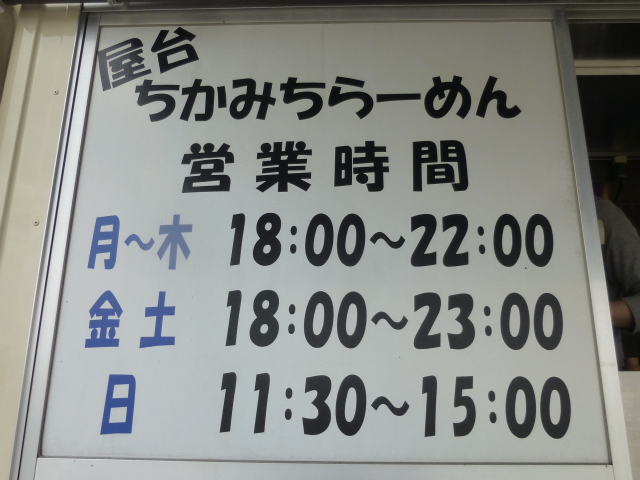 屋台
ちかみちらーめん
営業時間
月～木 18:00～22:00
金土 18:00～23:00
日 11:30～15:00